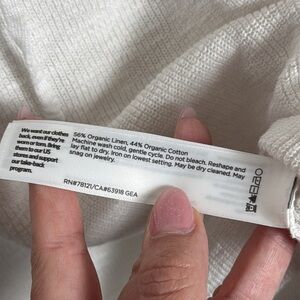 We want our clothes
back, even if they're
worn or torn. Bring
them to our US
stores and support
our take-back
program.
56% Organic Linen, 44% Organic Cotton
Machine wash cold, gentle cycle. Do not bleach. Reshape and
lay flat to dry. Iron on lowest setting. May be dry cleaned. May
snag on jewelry.
RN#78121/CA#63918 GEA